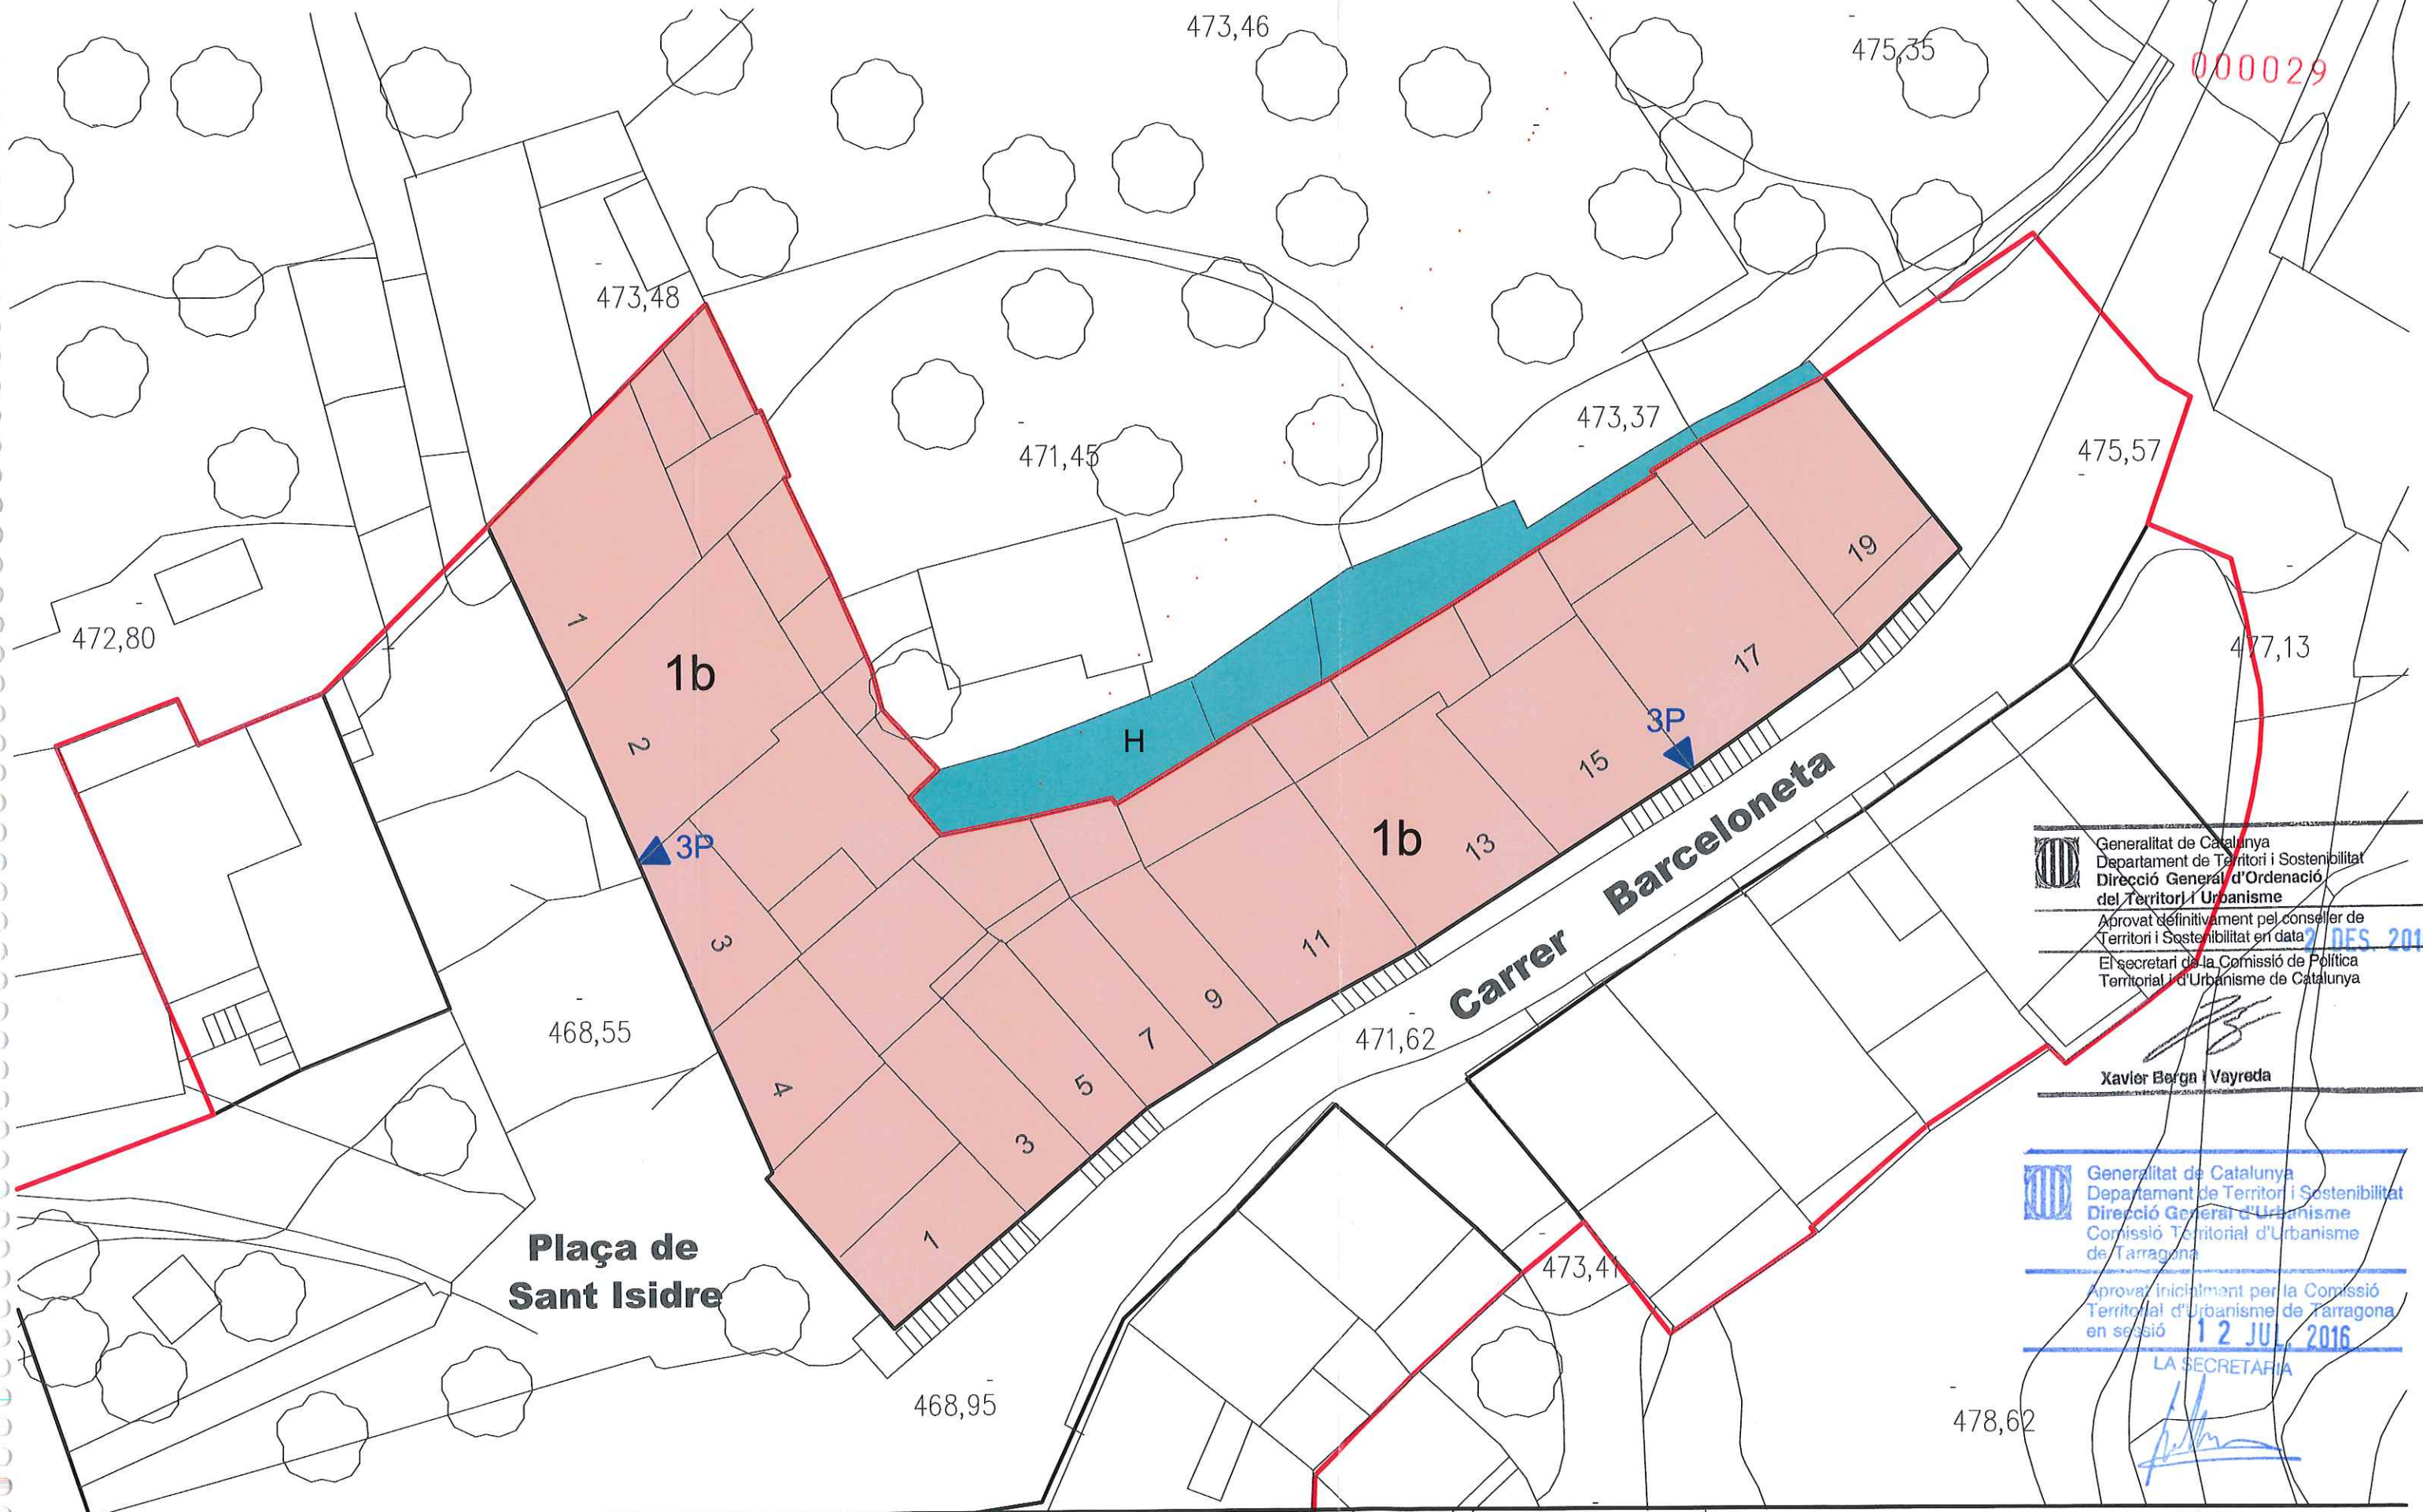 473,46
475,35
000029
473,48
471,45
473,37
475,57
472,80
477,13
1
1b
2
3P
3
4
H
1b
19
17
3P
15
13
11
9
7
5
3
1
Carrer Barceloneta
468,55
471,62
Plaça de
Sant Isidre
468,95
473,41
478,62
Generalitat de Catalunya
Departament de Territori i Sostenibilitat
Direcció General d'Ordenació
del Territori i Urbanisme
Aprovat definitivament pel conseller de
Territori i Sostenibilitat en data 2 DES. 201
El secretari de la Comissió de Política
Territorial i d'Urbanisme de Catalunya
Xavier Berga i Vayreda
Generalitat de Catalunya
Departament de Territori i Sostenibilitat
Direcció General d'Urbanisme
Comissió Territorial d'Urbanisme
de Tarragona
Aprovat inicialment per la Comissió
Territorial d'Urbanisme de Tarragona
en sessió 12 JUL. 2016
LA SECRETÀRIA